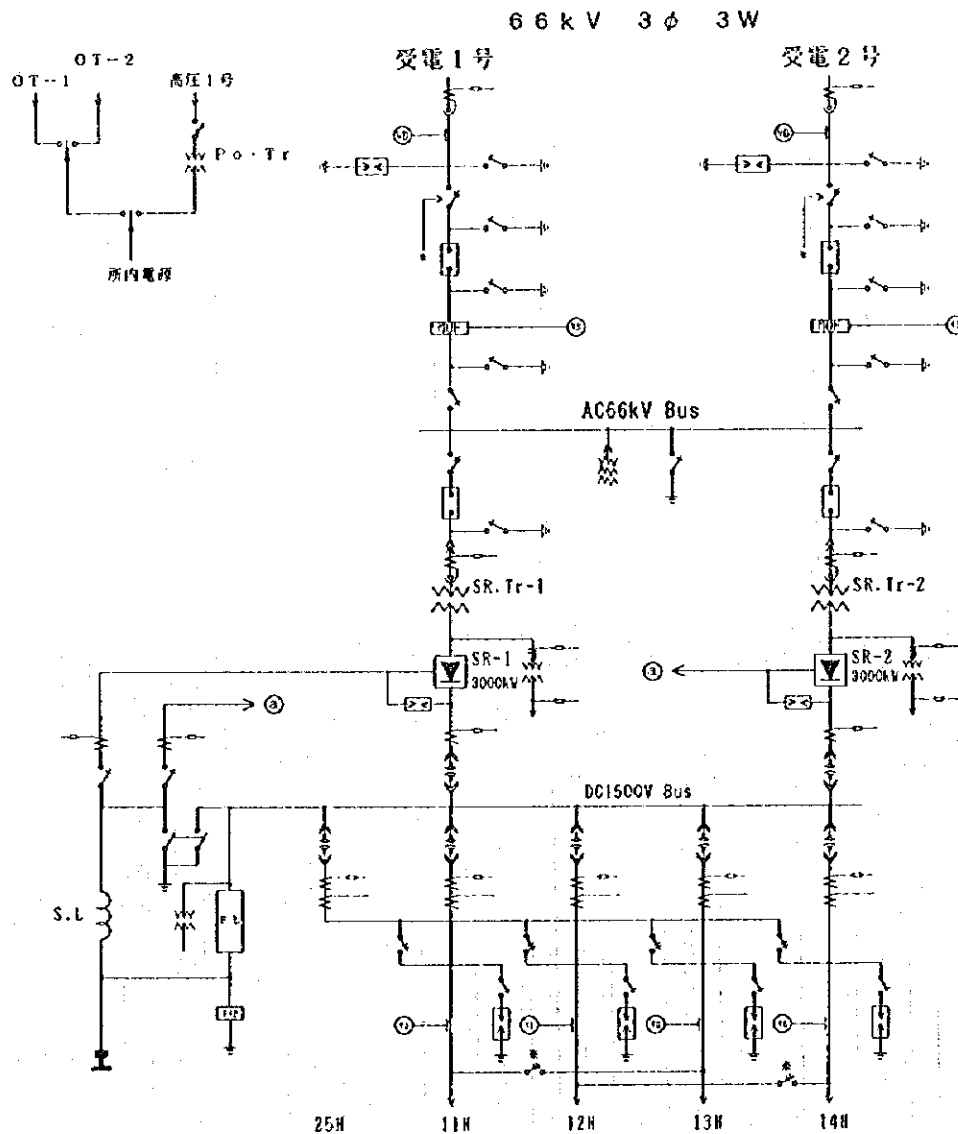 66kV 3φ 3W
受電1号
受電2号
OT-1
OT-2
高圧1号
Po・Tr
所内電源
AC66kV Bus
SR.Tr-1
SR.Tr-2
SR-1
3000kW
SR-2
3000kW
DC1500V Bus
S.L
25H
11H
12H
13H
14H